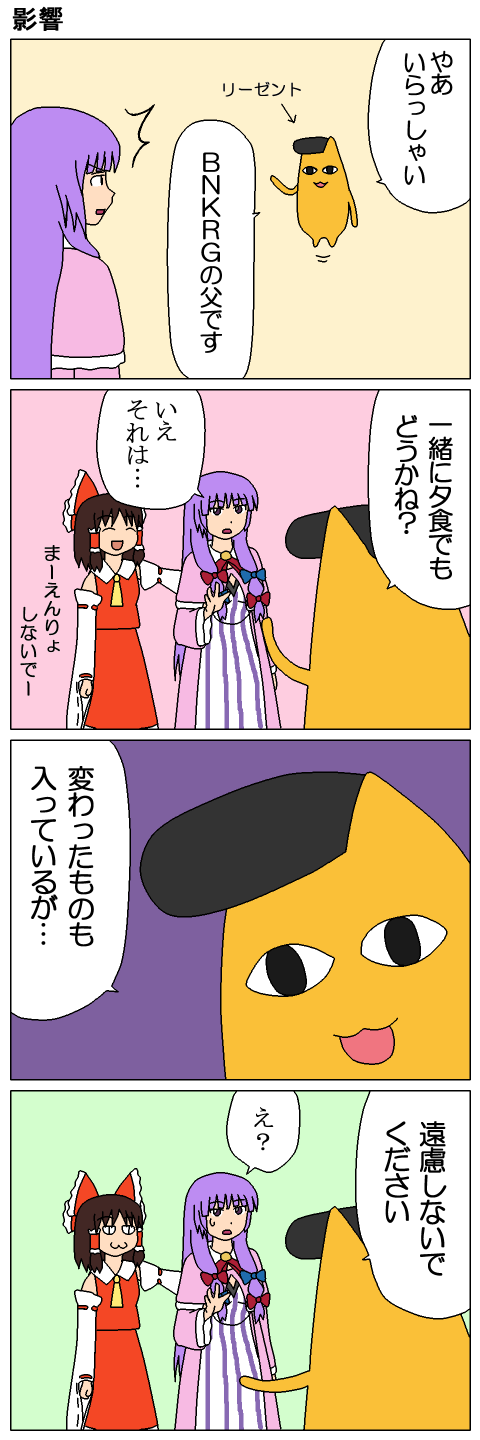 影響
やあ
いらっしゃい
リーゼント
BNKRGの父です
一緒に夕食でも
どうかね?
いえ
それは…
まーえんりょ
しないでー
変わったものも
入っているが…
遠慮しないで
ください
え?